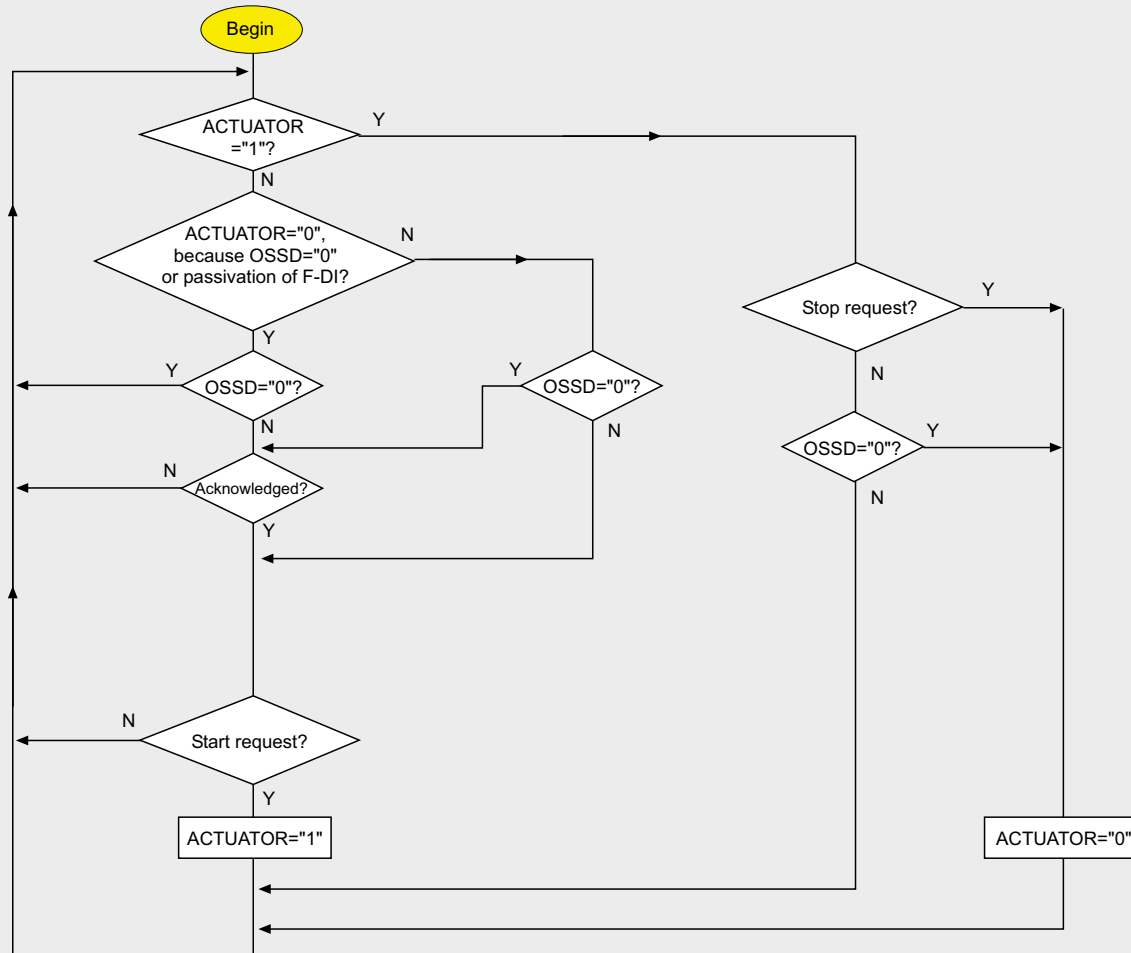 Begin
ACTUATOR
="1"?
Y
N
ACTUATOR="0",
because OSSD="0"
or passivation of F-DI?
N
Y
Stop request?
Y
N
OSSD="0"?
Y
N
OSSD="0"?
Y
N
OSSD="0"?
Y
N
Acknowledged?
N
Y
Start request?
N
Y
ACTUATOR="1"
ACTUATOR="0"